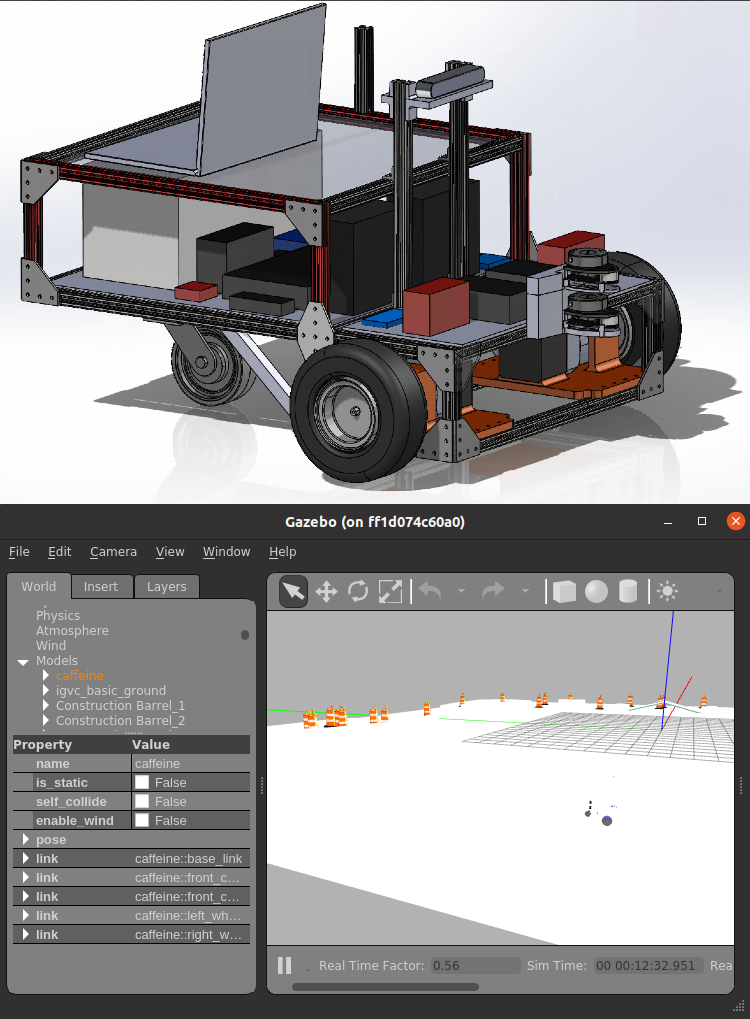 Gazebo (on ff1d074c60a0)
File Edit Camera View Window Help
World Insert Layers
Physics
Atmosphere
Wind
Models
caffeine
igvc_basic_ground
Construction Barrel_1
Construction Barrel_2
Property Value
name caffeine
is_static False
self_collide False
enable_wind False
pose
link caffeine::base_link
link caffeine::front_c...
link caffeine::front_c...
link caffeine::left_wh...
link caffeine::right_w...
Real Time Factor: 0.56 Sim Time: 00 00:12:32.951 Rea